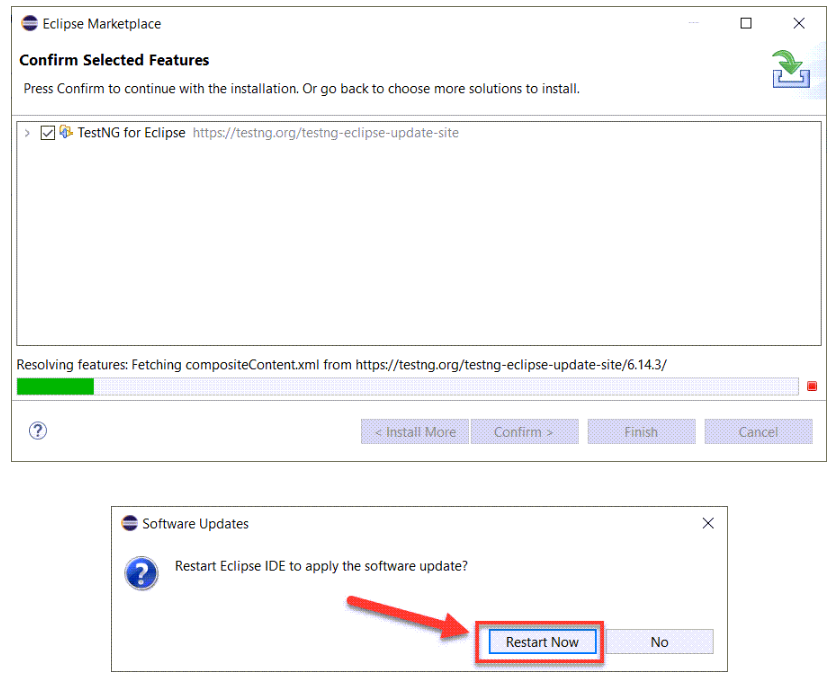 Eclipse Marketplace
Confirm Selected Features
Press Confirm to continue with the installation. Or go back to choose more solutions to install.
TestNG for Eclipse https://testng.org/testng-eclipse-update-site
Resolving features: Fetching compositeContent.xml from https://testng.org/testng-eclipse-update-site/6.14.3/
?
< Install More Confirm > Finish Cancel
Software Updates
? Restart Eclipse IDE to apply the software update?
Restart Now No